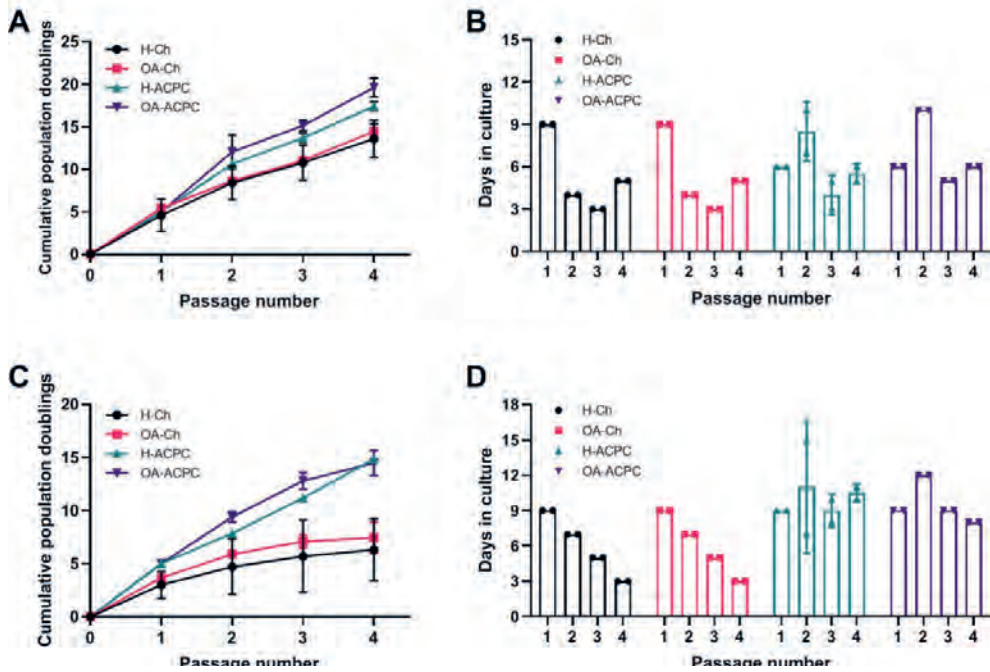 A
Cumulative population doublings
25
20
15
10
5
0
H-Ch
OA-Ch
H-ACPC
OA-ACPC
0 1 2 3 4
Passage number
B
Days in culture
15
12
9
6
3
0
H-Ch
OA-Ch
H-ACPC
OA-ACPC
1 2 3 4 1 2 3 4 1 2 3 4 1 2 3 4
Passage number
C
Cumulative population doublings
20
15
10
5
0
H-Ch
OA-Ch
H-ACPC
OA-ACPC
0 1 2 3 4
Passage number
D
Days in culture
18
15
12
9
6
3
0
H-Ch
OA-Ch
H-ACPC
OA-ACPC
1 2 3 4 1 2 3 4 1 2 3 4 1 2 3 4
Passage number